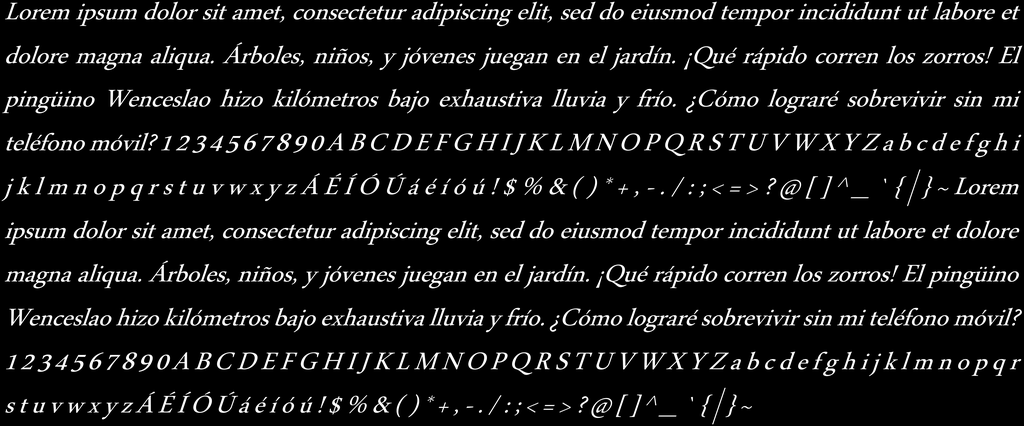 Lorem ipsum dolor sit amet, consectetur adipiscing elit, sed do eiusmod tempor incididunt ut labore et
dolore magna aliqua. Árboles, niños, y jóvenes juegan en el jardín. ¡Qué rápido corren los zorros! El
pingüino Wenceslao hizo kilómetros bajo exhaustiva lluvia y frío. ¿Cómo lograré sobrevivir sin mi
teléfono móvil? 1 2 3 4 5 6 7 8 9 0 A B C D E F G H I J K L M N O P Q R S T U V W X Y Z a b c d e f g h i
j k l m n o p q r s t u v w x y z Á É Í Ó Ú á é í ó ú ! $ % & ( ) * + , - . / : ; < = > ? @ [ ] ^ _ ` { | } ~ Lorem
ipsum dolor sit amet, consectetur adipiscing elit, sed do eiusmod tempor incididunt ut labore et dolore
magna aliqua. Árboles, niños, y jóvenes juegan en el jardín. ¡Qué rápido corren los zorros! El pingüino
Wenceslao hizo kilómetros bajo exhaustiva lluvia y frío. ¿Cómo lograré sobrevivir sin mi teléfono móvil?
1 2 3 4 5 6 7 8 9 0 A B C D E F G H I J K L M N O P Q R S T U V W X Y Z a b c d e f g h i j k l m n o p q r
s t u v w x y z Á É Í Ó Ú á é í ó ú ! $ % & ( ) * + , - . / : ; < = > ? @ [ ] ^ _ ` { | } ~